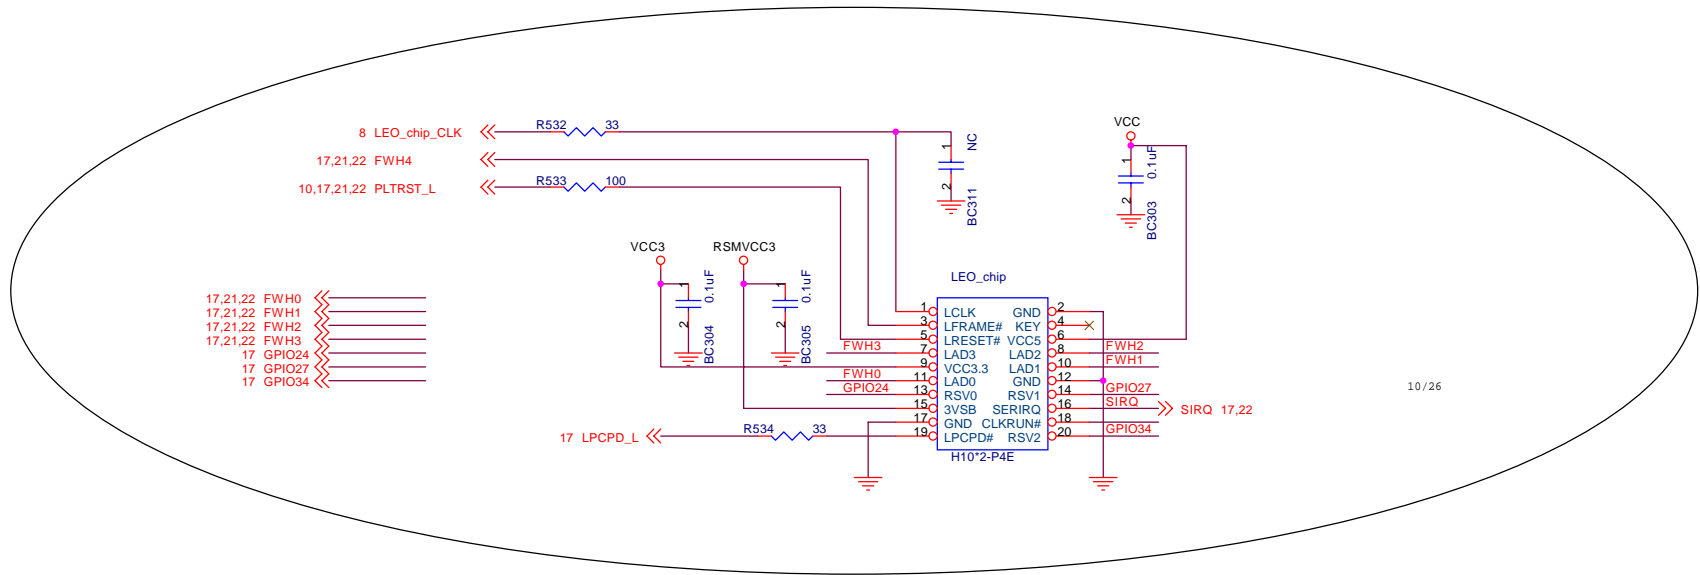 8 LEO_chip_CLK R532 33
17,21,22 FWH4
10,17,21,22 PLTRST_L R533 100
1 NC
2 BC311
VCC
1 0.1uF
2 BC303
VCC3
1 0.1uF
2 BC304
RSMVCC3
1 0.1uF
2 BC305
17,21,22 FWH0
17,21,22 FWH1
17,21,22 FWH2
17,21,22 FWH3
17 GPIO24
17 GPIO27
17 GPIO34
LEO_chip
1 LCLK GND 2
3 LFRAME# KEY 4
5 LRESET# VCC5 6
FWH3 7 LAD3 LAD2 8 FWH2
9 VCC3.3 LAD1 10 FWH1
FWH0 11 LAD0 GND 12
GPIO24 13 RSV0 RSV1 14 GPIO27
15 3VSB SERIRQ 16 SIRQ SIRQ 17,22
17 GND CLKRUN# 18
17 LPCPD_L R534 33 19 LPCPD# RSV2 20 GPIO34
H10*2-P4E
10/26